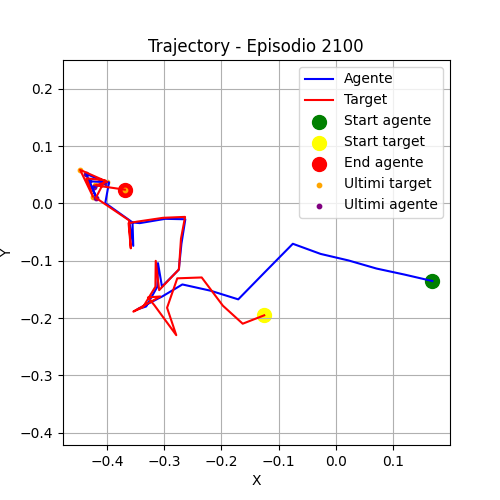 Trajectory - Episodio 2100
Agente
Target
Start agente
Start target
End agente
Ultimi target
Ultimi agente
0.2
0.1
0.0
−0.1
−0.2
−0.3
−0.4
Y
−0.4
−0.3
−0.2
−0.1
0.0
0.1
X